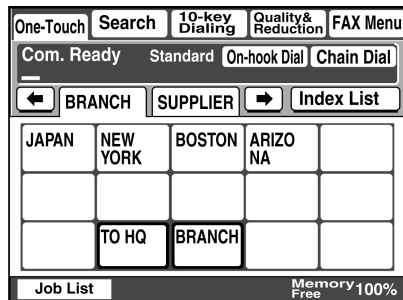 One-Touch Search 10-key Dialing Quality& Reduction FAX Menu
Com. Ready Standard On-hook Dial Chain Dial
BRANCH SUPPLIER Index List
JAPAN NEW YORK BOSTON ARIZO NA
TO HQ BRANCH
Job List Memory Free 100%